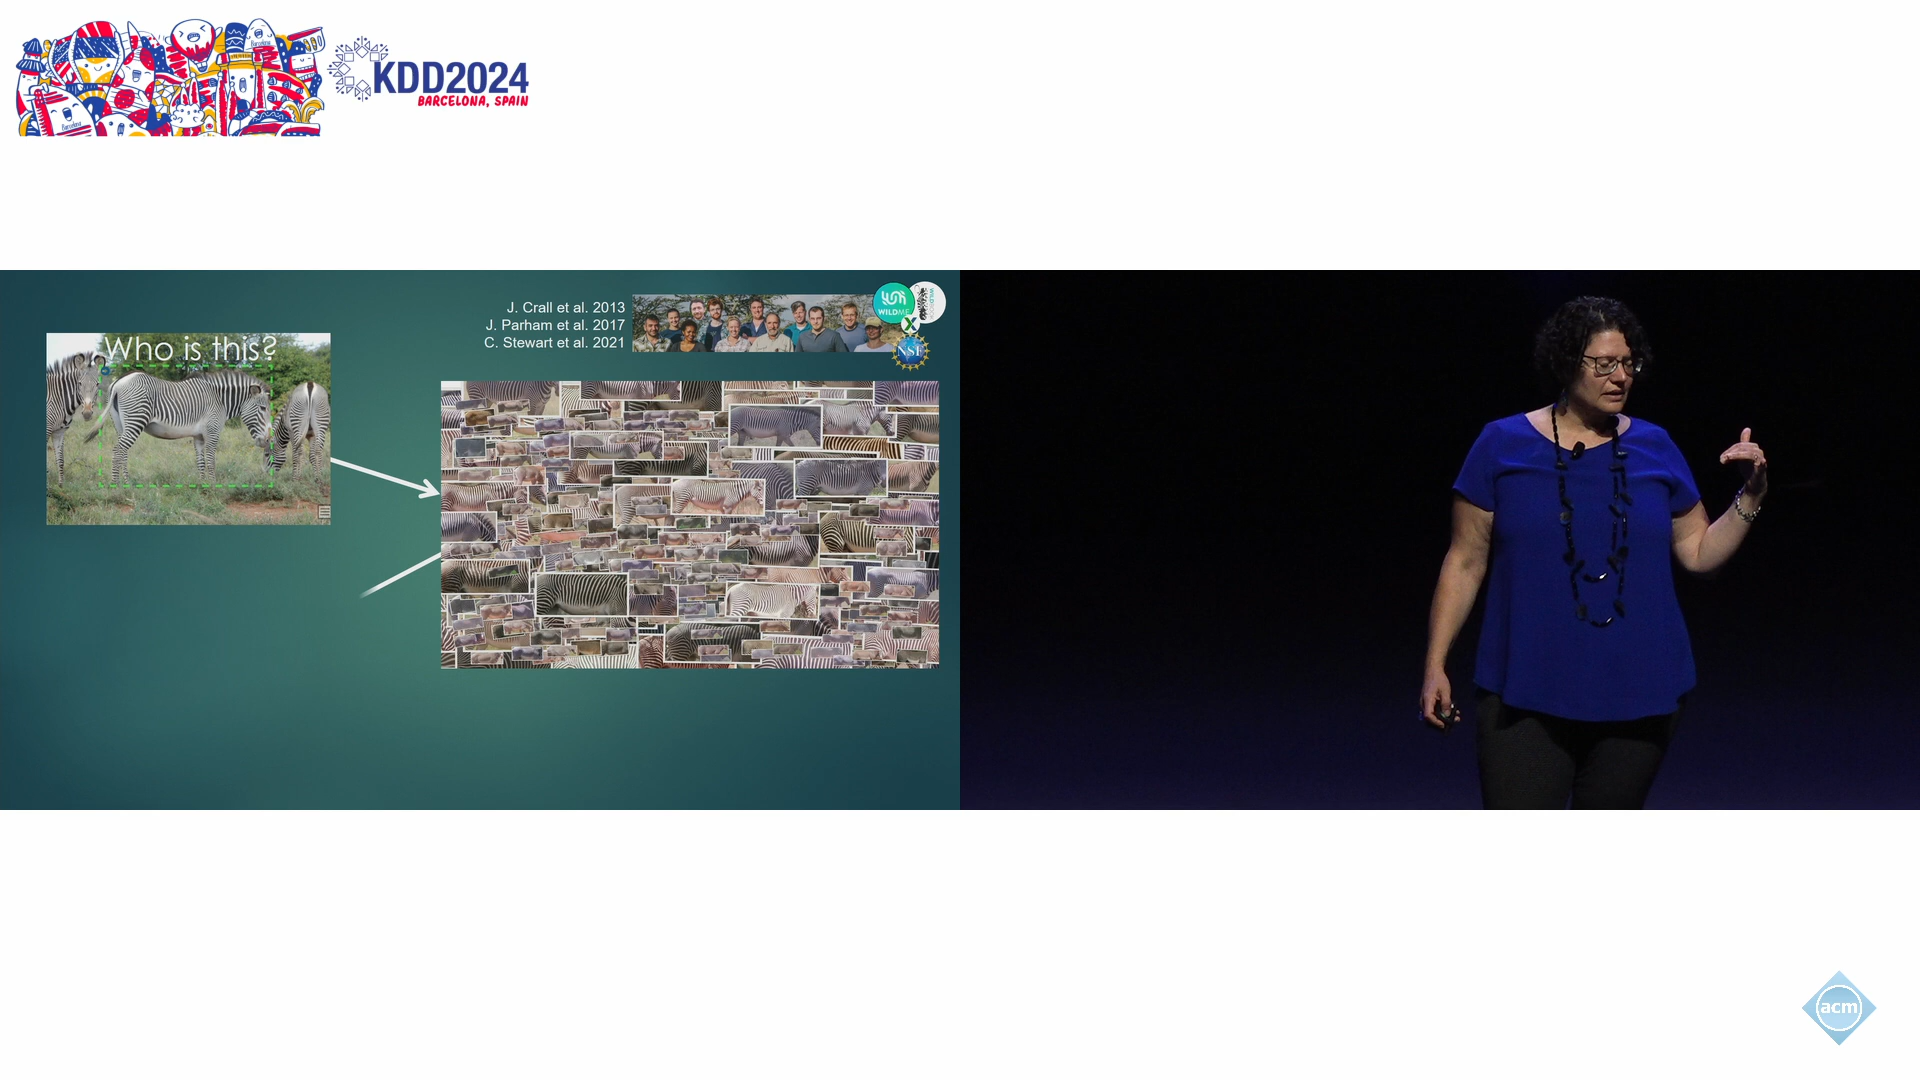 KDD2024
BARCELONA, SPAIN
J. Crall et al. 2013
J. Parham et al. 2017
C. Stewart et al. 2021
WILDME
NSF
Who is this?
acm